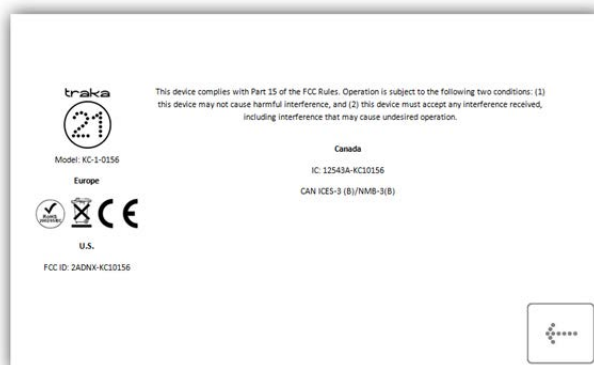 traka
21
Model: KC-1-0156
Europe
RoHS
CE
U.S.
FCC ID: 2ADNX-KC10156
This device complies with Part 15 of the FCC Rules. Operation is subject to the following two conditions: (1)
this device may not cause harmful interference, and (2) this device must accept any interference received,
including interference that may cause undesired operation.
Canada
IC: 12543A-KC10156
CAN ICES-3 (B)/NMB-3(B)